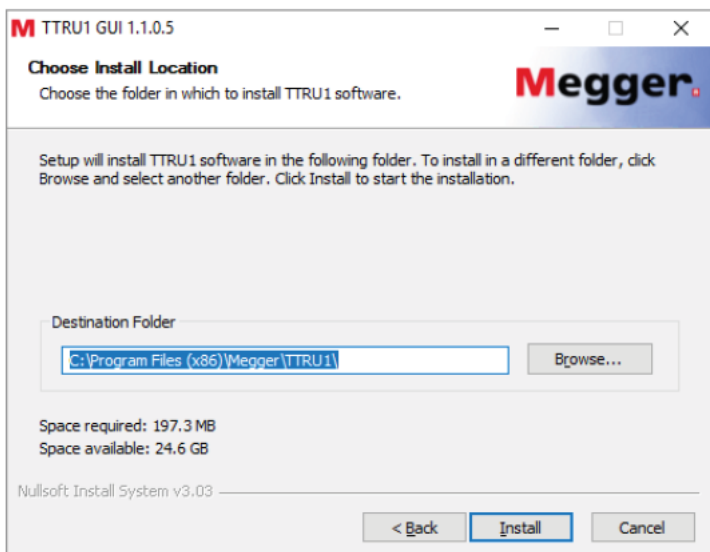 TTRU1 GUI 1.1.0.5
Choose Install Location
Choose the folder in which to install TTRU1 software.
Megger.
Setup will install TTRU1 software in the following folder. To install in a different folder, click
Browse and select another folder. Click Install to start the installation.
Destination Folder
C:\Program Files (x86)\Megger\TTRU1\
Browse...
Space required: 197.3 MB
Space available: 24.6 GB
Nullsoft Install System v3.03
< Back
Install
Cancel